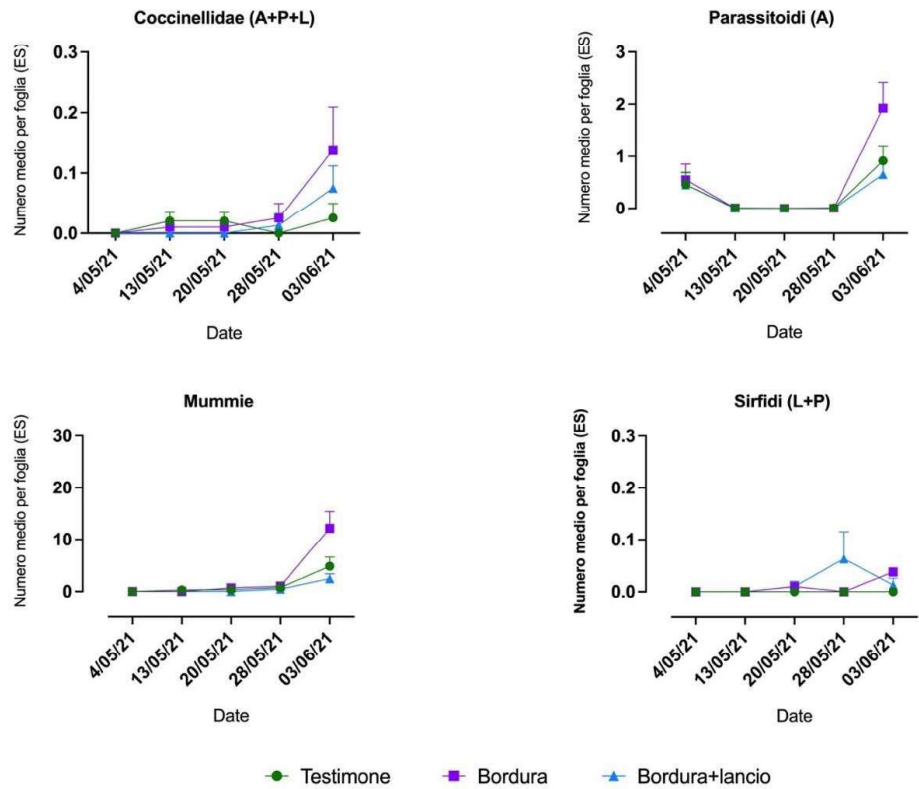 Coccinellidae (A+P+L)
Numero medio per foglia (ES)
0.3
0.2
0.1
0.0
4/05/21
13/05/21
20/05/21
28/05/21
03/06/21
Date
Parassitoidi (A)
Numero medio per foglia (ES)
3
2
1
0
4/05/21
13/05/21
20/05/21
28/05/21
03/06/21
Date
Mummie
Numero medio per foglia (ES)
30
20
10
0
4/05/21
13/05/21
20/05/21
28/05/21
03/06/21
Date
Sirfidi (L+P)
Numero medio per foglia (ES)
0.3
0.2
0.1
0.0
4/05/21
13/05/21
20/05/21
28/05/21
03/06/21
Date
Testimone
Bordura
Bordura+lancio